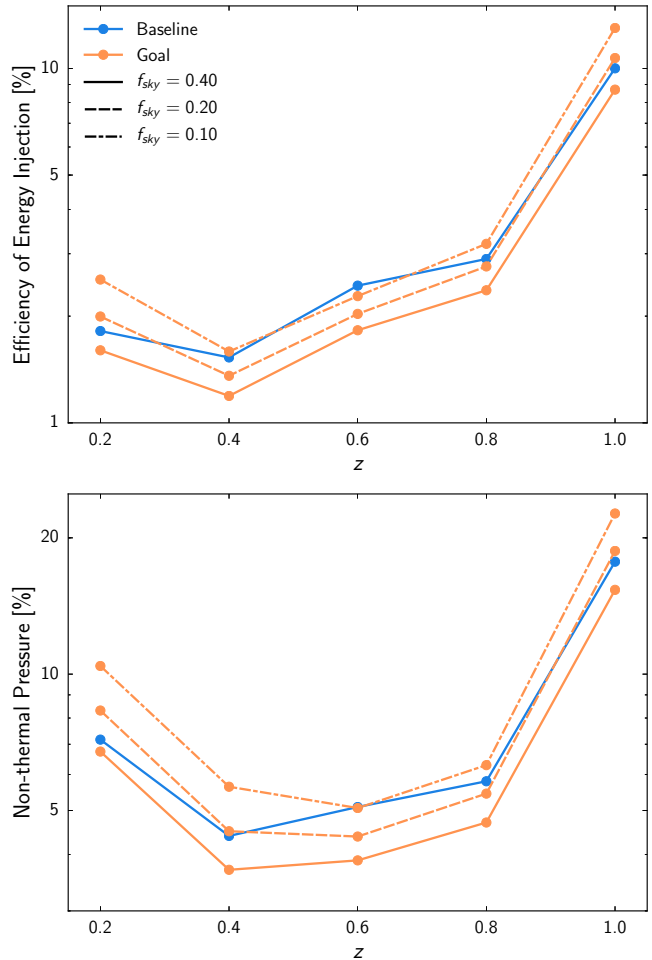 Baseline
Goal
f_sky = 0.40
f_sky = 0.20
f_sky = 0.10
Efficiency of Energy Injection [%]
10
5
2
1
0.2 0.4 0.6 0.8 1.0
z
Non-thermal Pressure [%]
20
10
5
0.2 0.4 0.6 0.8 1.0
z